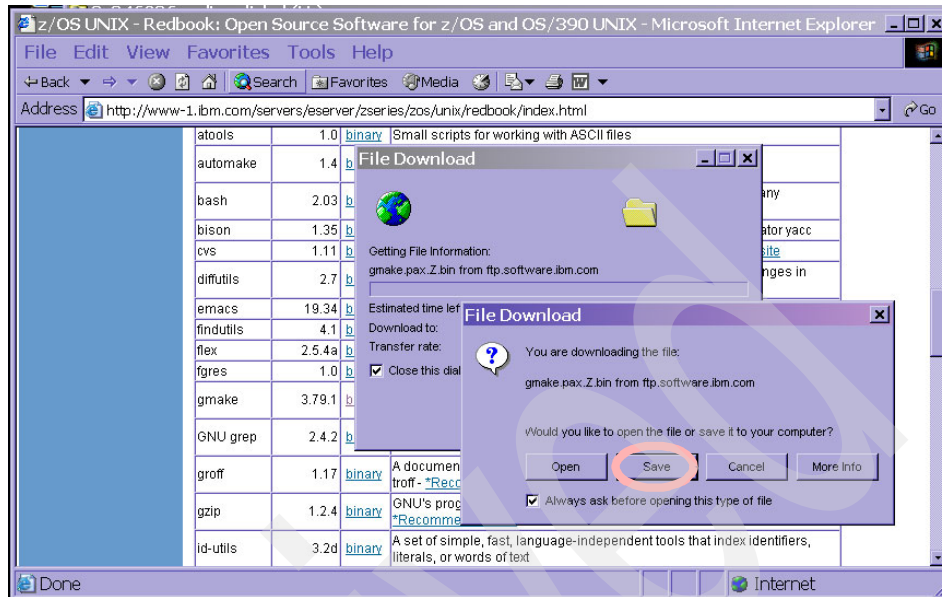 z/OS UNIX - Redbook: Open Source Software for z/OS and OS/390 UNIX - Microsoft Internet Explorer
File Edit View Favorites Tools Help
Back Search Favorites Media
Address http://www-1.ibm.com/servers/eserver/zseries/zos/unix/redbook/index.html Go
atools 1.0 binary Small scripts for working with ASCII files
automake 1.4 b
bash 2.03 b any
bison 1.35 b ator yacc
cvs 1.11 b site
diffutils 2.7 b nges in
emacs 19.34 b
findutils 4.1 b
flex 2.5.4a b
fgres 1.0 b
gmake 3.79.1 b
GNU grep 2.4.2 b
groff 1.17 binary A documen
troff - *Reco
gzip 1.2.4 binary GNU's prog
*Recomme
id-utils 3.2d binary A set of simple, fast, language-independent tools that index identifiers,
literals, or words of text
File Download
Getting File Information:
gmake.pax.Z.bin from ftp.software.ibm.com
Estimated time lef
Download to:
Transfer rate:
Close this dial
File Download
You are downloading the file:
gmake.pax.Z.bin from ftp.software.ibm.com
Would you like to open the file or save it to your computer?
Open Save Cancel More Info
Always ask before opening this type of file
Done Internet